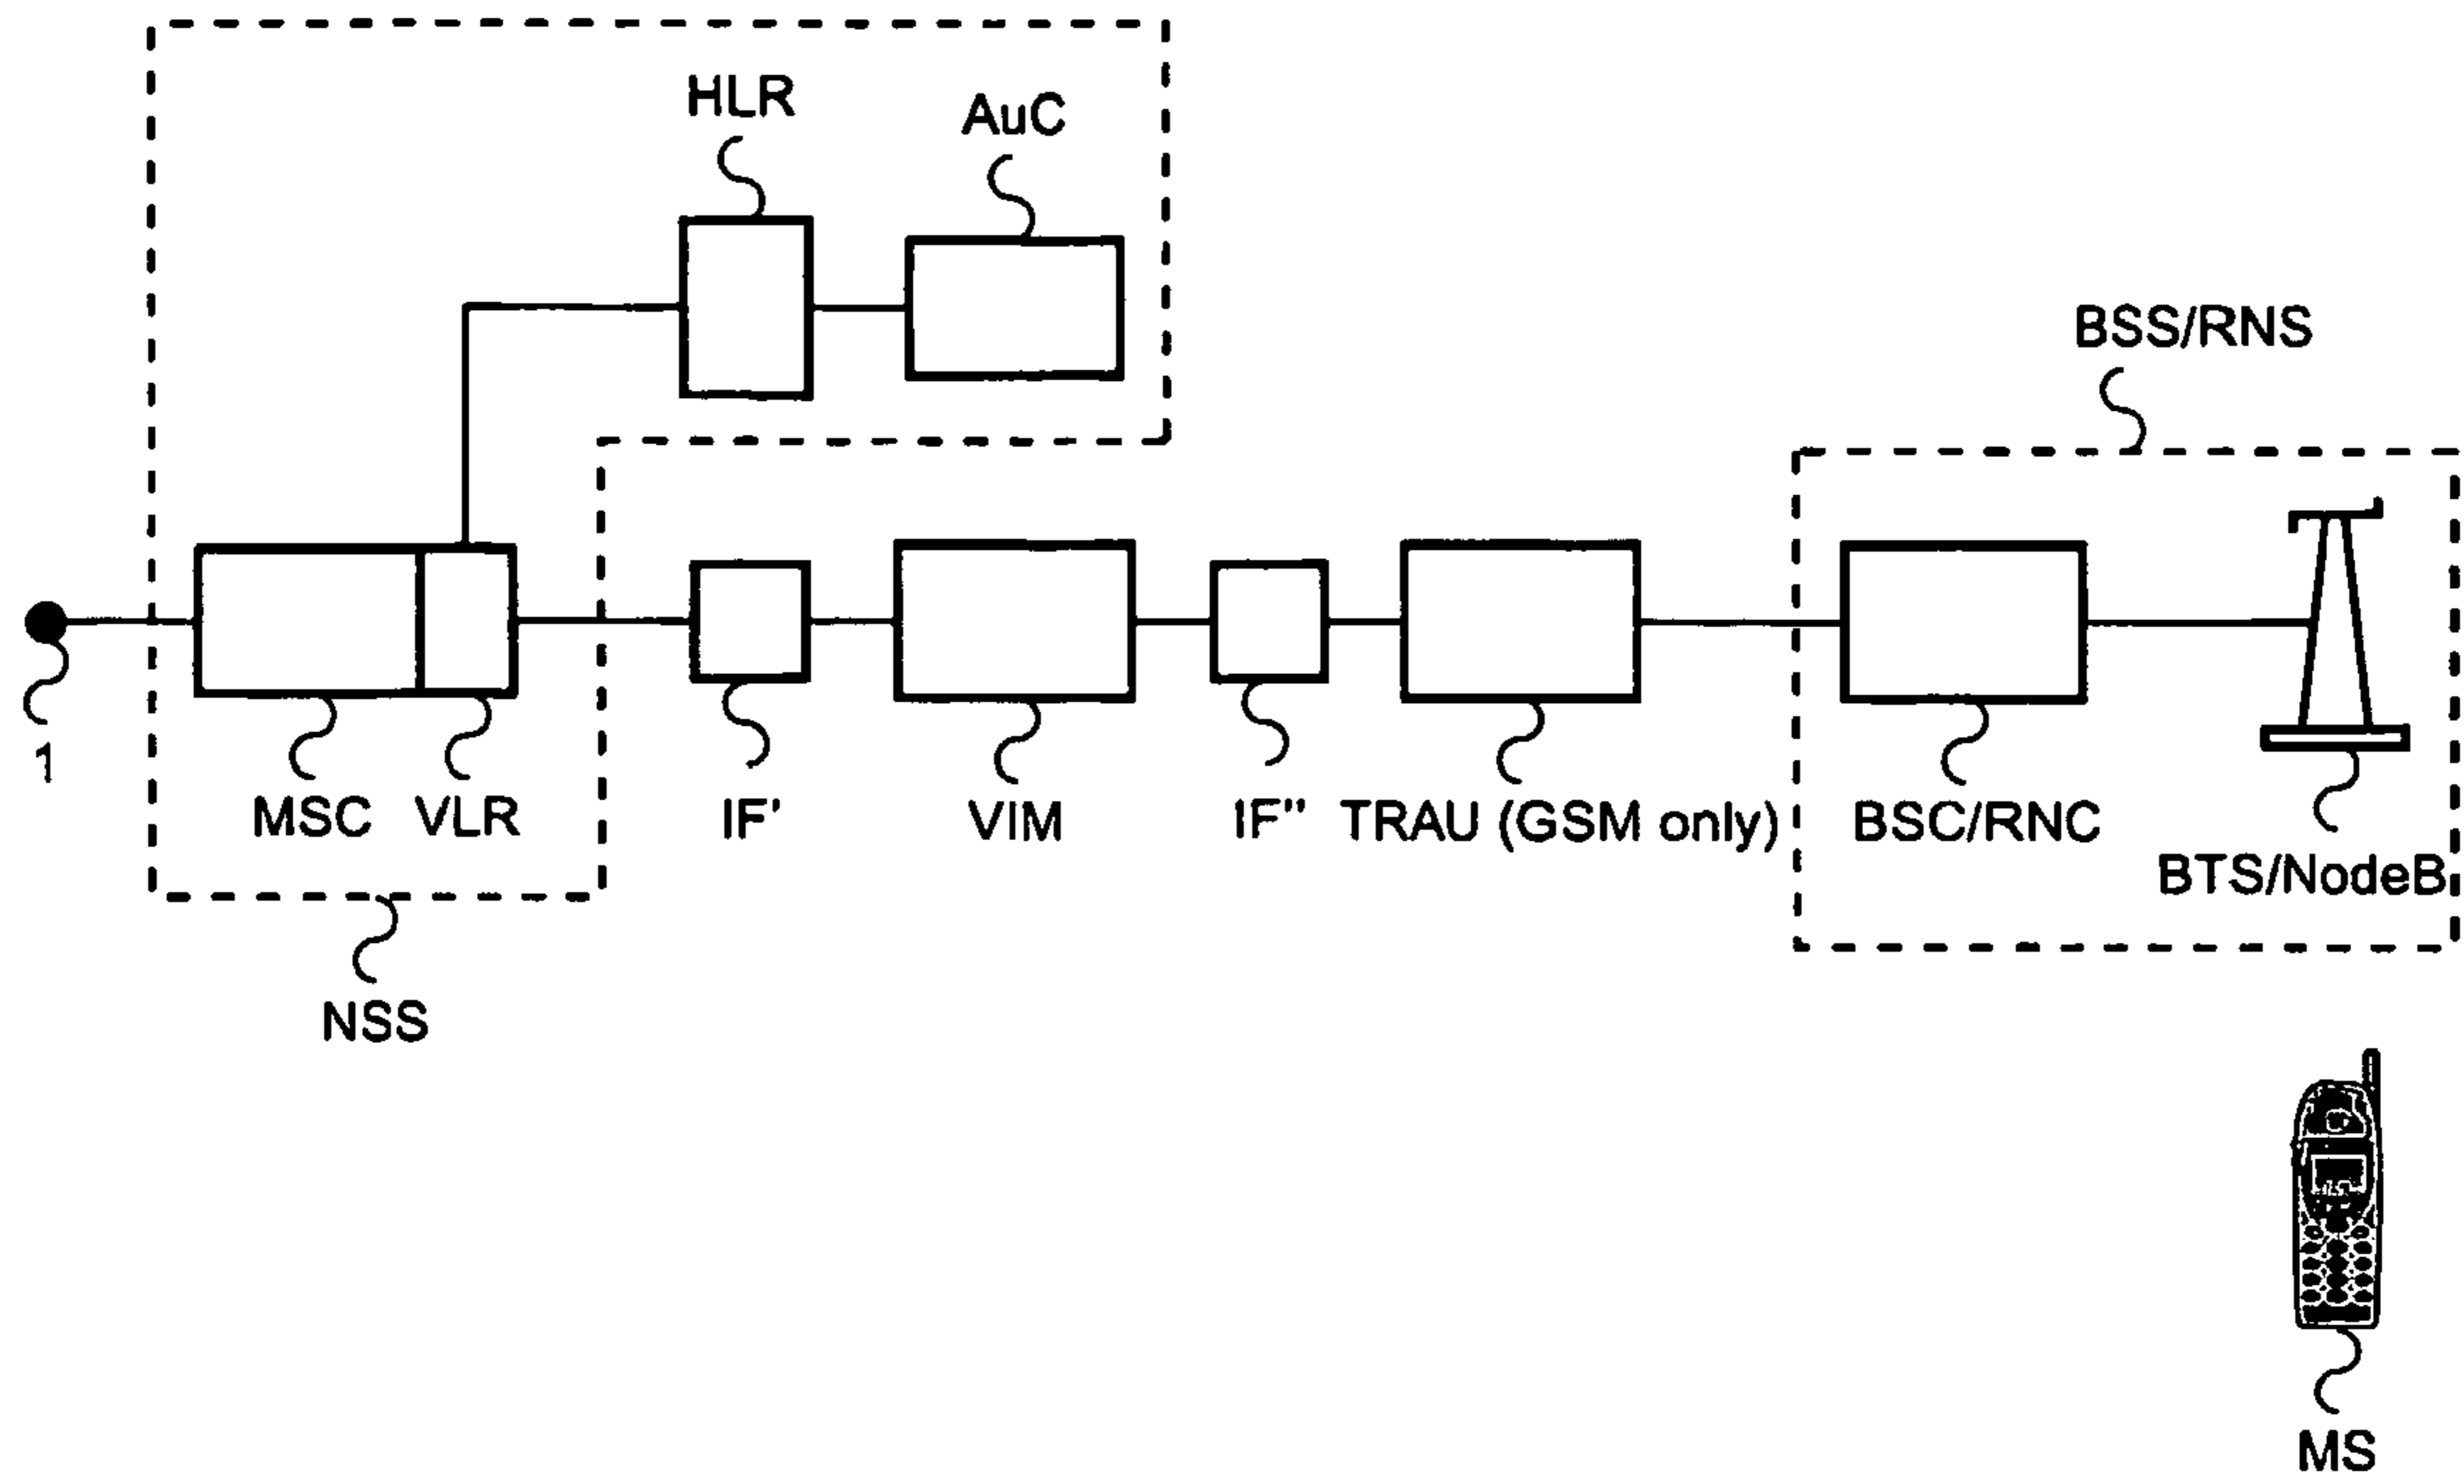 HLR
AuC
BSS/RNS
1
MSC
VLR
IF'
VIM
IF"
TRAU (GSM only)
BSC/RNC
BTS/NodeB
NSS
MS